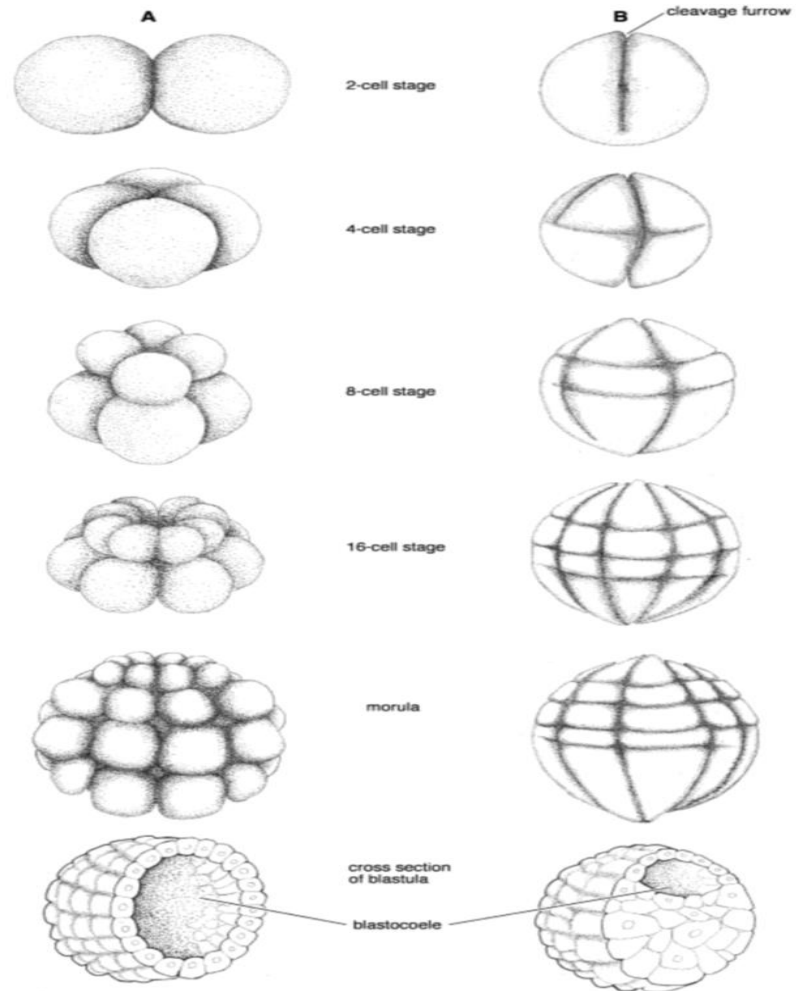 A
B
cleavage furrow
2-cell stage
4-cell stage
8-cell stage
16-cell stage
morula
cross section
of blastula
blastocoele